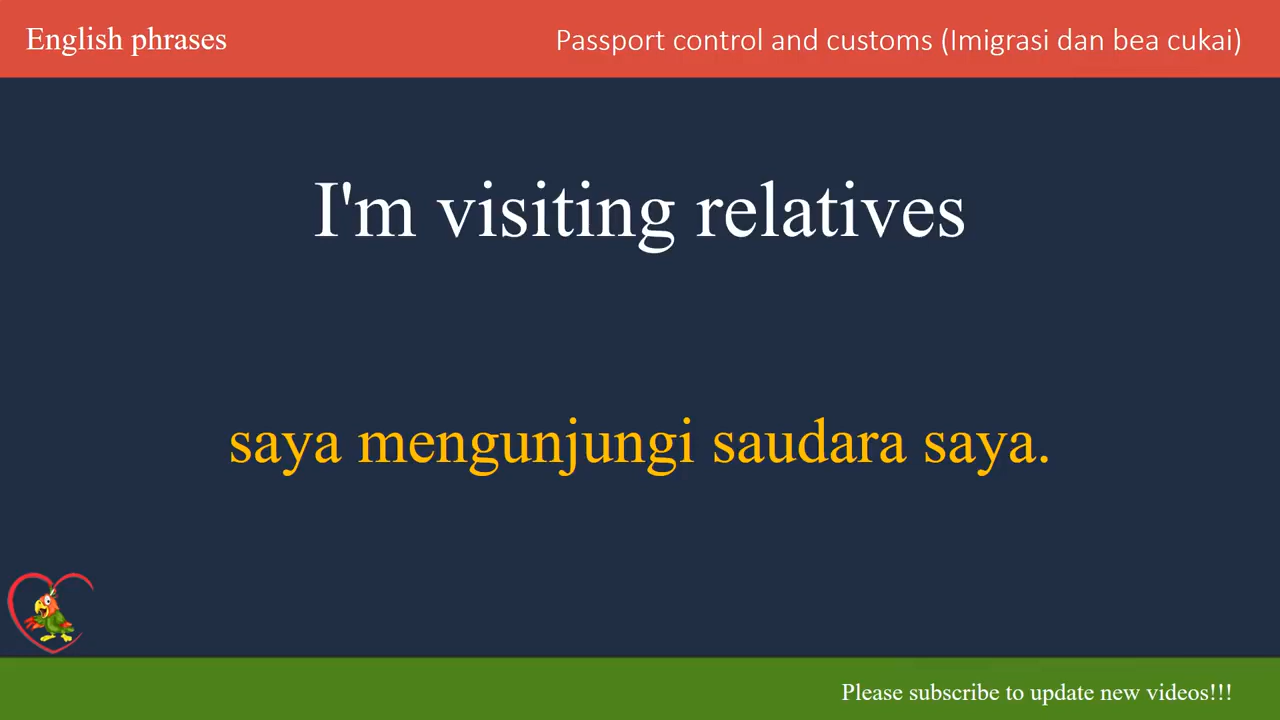 English phrases
Passport control and customs (Imigrasi dan bea cukai)
I'm visiting relatives
saya mengunjungi saudara saya.
Please subscribe to update new videos!!!